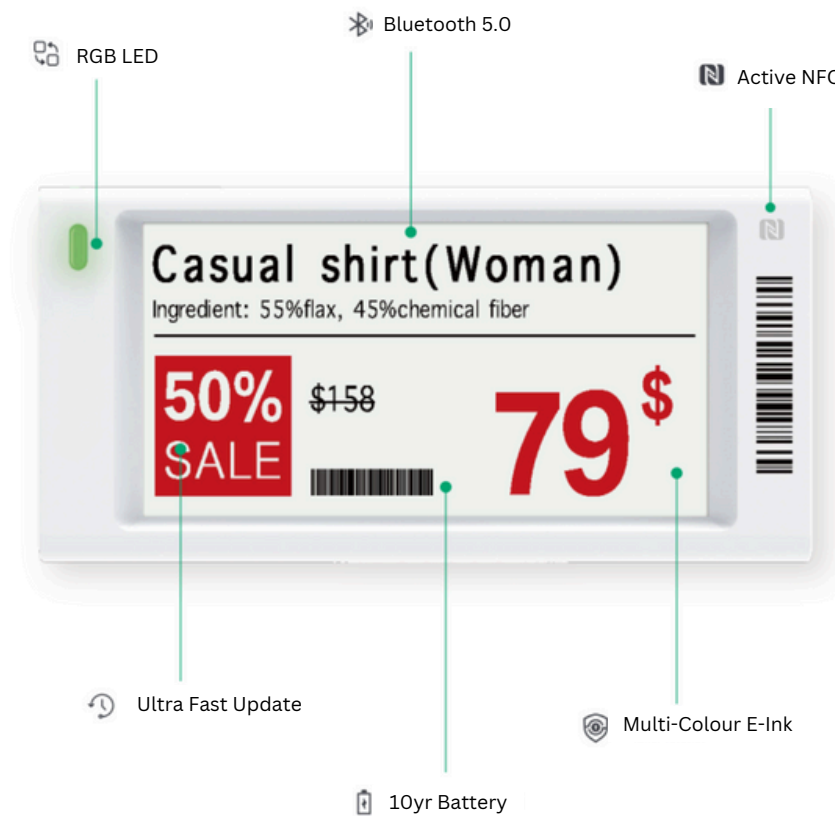 Bluetooth 5.0
RGB LED
Active NFC
Casual shirt(Woman)
Ingredient: 55%flax, 45%chemical fiber
50%
SALE
$158
79$
Ultra Fast Update
Multi-Colour E-Ink
10yr Battery